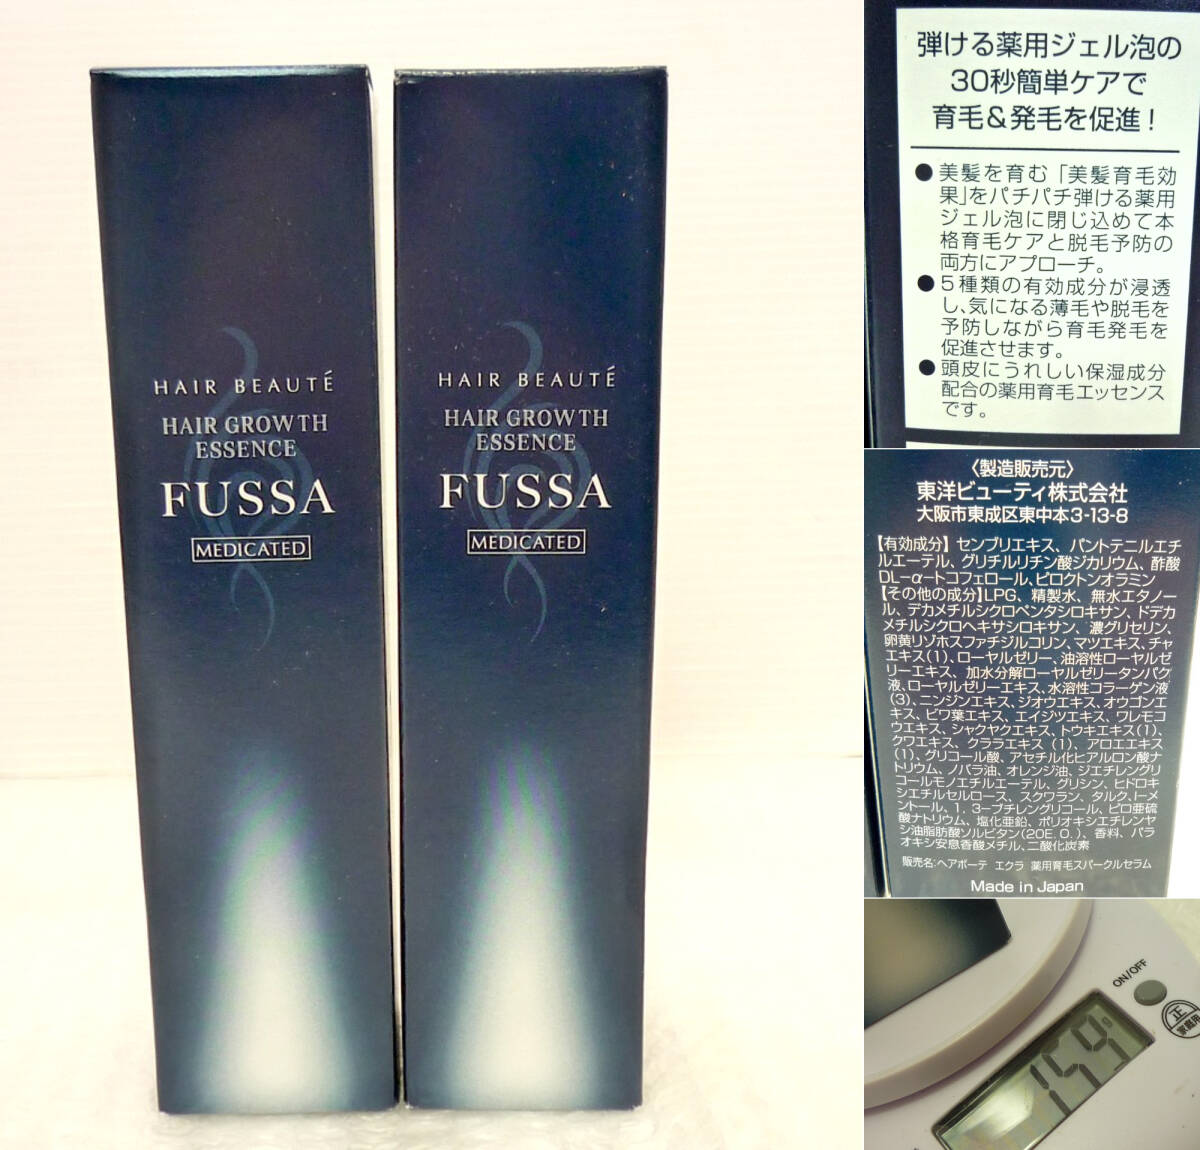 HAIR BEAUTÉ
HAIR GROWTH
ESSENCE
FUSSA
MEDICATED
HAIR BEAUTÉ
HAIR GROWTH
ESSENCE
FUSSA
MEDICATED
弾ける薬用ジェル泡の
30秒簡単ケアで
育毛&発毛を促進！
●美髪を育む「美髪育毛効
果」をパチパチ弾ける薬用
ジェル泡に閉じ込めて本
格育毛ケアと脱毛予防の
両方にアプローチ。
●5種類の有効成分が浸透
し、気になる薄毛や脱毛を
予防しながら育毛発毛を
促進させます。
●頭皮にうれしい保湿成分
配合の薬用育毛エッセンス
です。
〈製造販売元〉
東洋ビューティ株式会社
大阪市東成区東中本3-13-8
【有効成分】センブリエキス、パントテニルエチ
ルエーテル、グリチルリチン酸ジカリウム、酢酸
DL-α-トコフェロール、ピロクトンオラミン
【その他の成分】LPG、精製水、無水エタノー
ル、デカメチルシクロペンタシロキサン、ドデカ
メチルシクロヘキサシロキサン、濃グリセリン、
卵黄リゾホスファチジルコリン、マツエキス、チャ
エキス(1)、ローヤルゼリー、油溶性ローヤルゼ
リーエキス、加水分解ローヤルゼリータンパク
液、ローヤルゼリーエキス、水溶性コラーゲン液
(3)、ニンジンエキス、ジオウエキス、オウゴンエ
キス、ビワ葉エキス、エイジツエキス、ワレモコ
ウエキス、シャクヤクエキス、トウキエキス(1)、
クワエキス、クララエキス(1)、アロエエキス
(1)、グリコール酸、アセチル化ヒアルロン酸ナ
トリウム、ノバラ油、オレンジ油、ジエチレングリ
コールモノエチルエーテル、グリシン、ヒドロキ
シエチルセルロース、スクワラン、タルク、l-メ
ントール、1,3-ブチレングリコール、ピロ亜硫
酸ナトリウム、塩化亜鉛、ポリオキシエチレンヤ
シ油脂肪酸ソルビタン(20E.O.)、香料、パラ
オキシ安息香酸メチル、二酸化炭素
販売名:ヘアボーテ エクラ 薬用育毛スパークルセラム
Made in Japan
ON/OFF
正
家庭用
154g